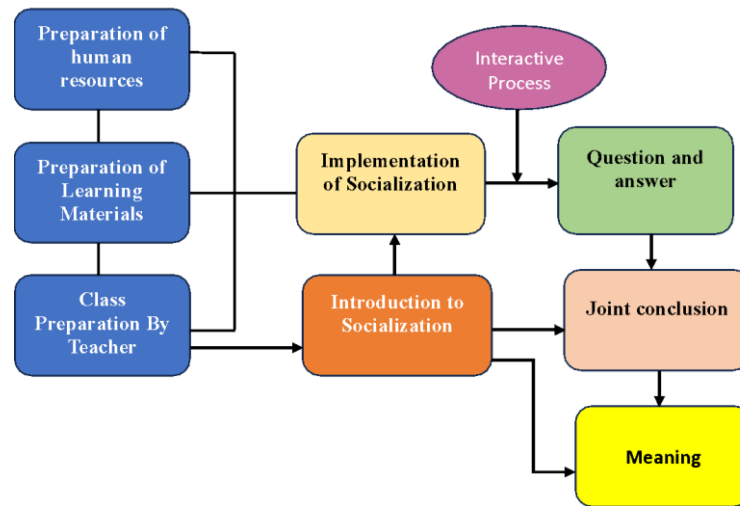 Preparation of
human
resources
Preparation of
Learning
Materials
Class
Preparation By
Teacher
Implementation
of Socialization
Introduction to
Socialization
Interactive
Process
Question and
answer
Joint conclusion
Meaning